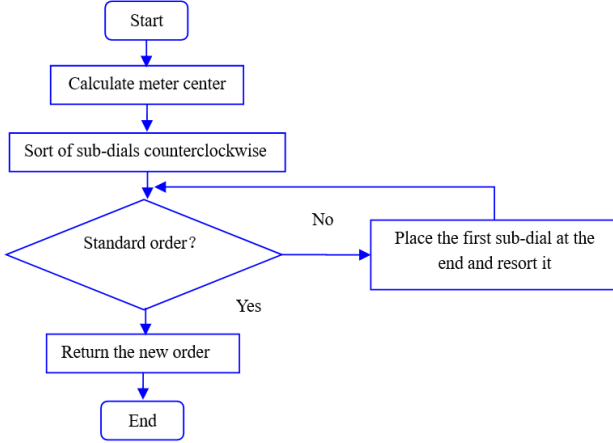 Start
Calculate meter center
Sort of sub-dials counterclockwise
Standard order？
No
Place the first sub-dial at the
end and resort it
Yes
Return the new order
End